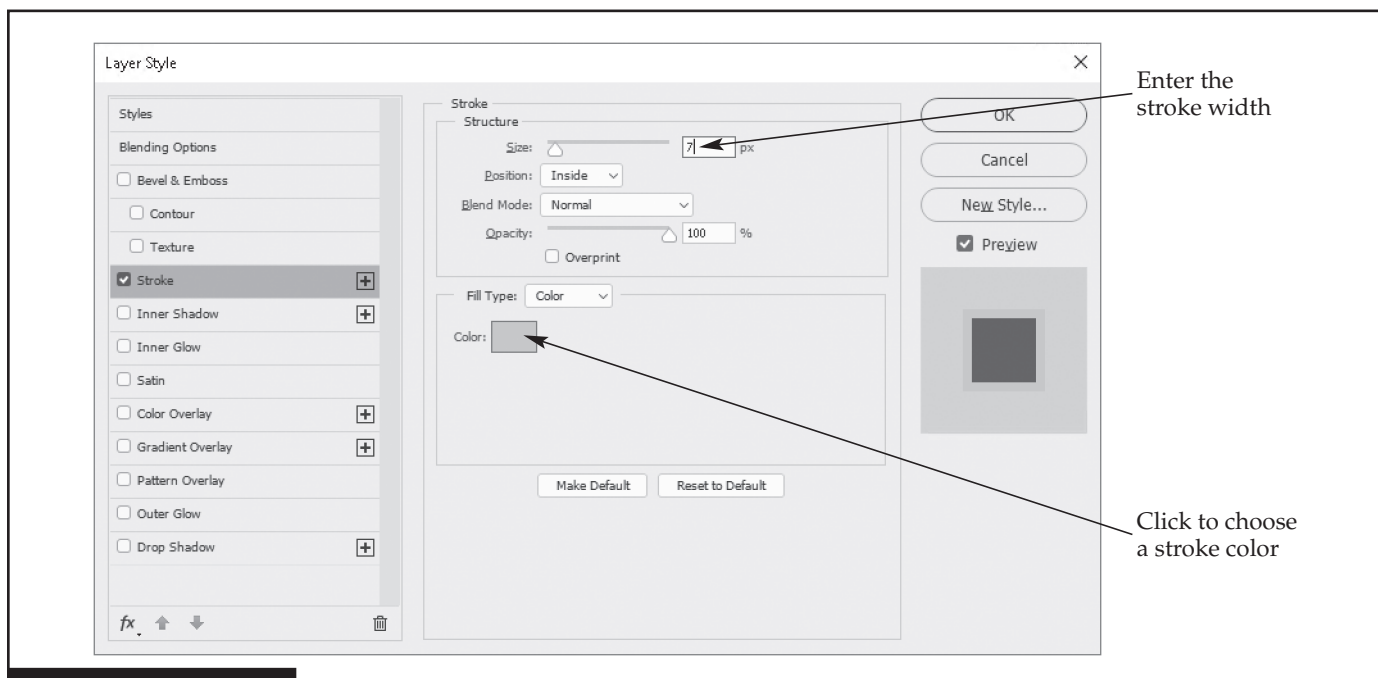 Layer Style
Styles
Blending Options
Bevel & Emboss
Contour
Texture
Stroke
Inner Shadow
Inner Glow
Satin
Color Overlay
Gradient Overlay
Pattern Overlay
Outer Glow
Drop Shadow
fx
Stroke
Structure
Size: 7 px
Position: Inside
Blend Mode: Normal
Opacity: 100 %
Overprint
Fill Type: Color
Color:
Make Default Reset to Default
OK
Cancel
New Style...
Preview
Enter the
stroke width
Click to choose
a stroke color